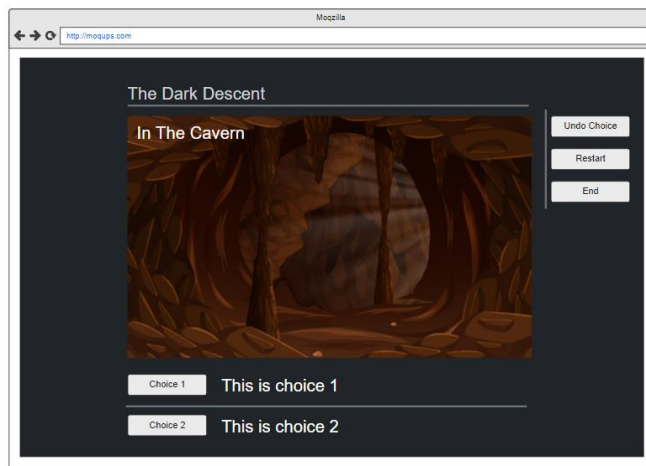 Moqzilla
http://moqups.com
The Dark Descent
In The Cavern
Undo Choice
Restart
End
Choice 1 This is choice 1
Choice 2 This is choice 2